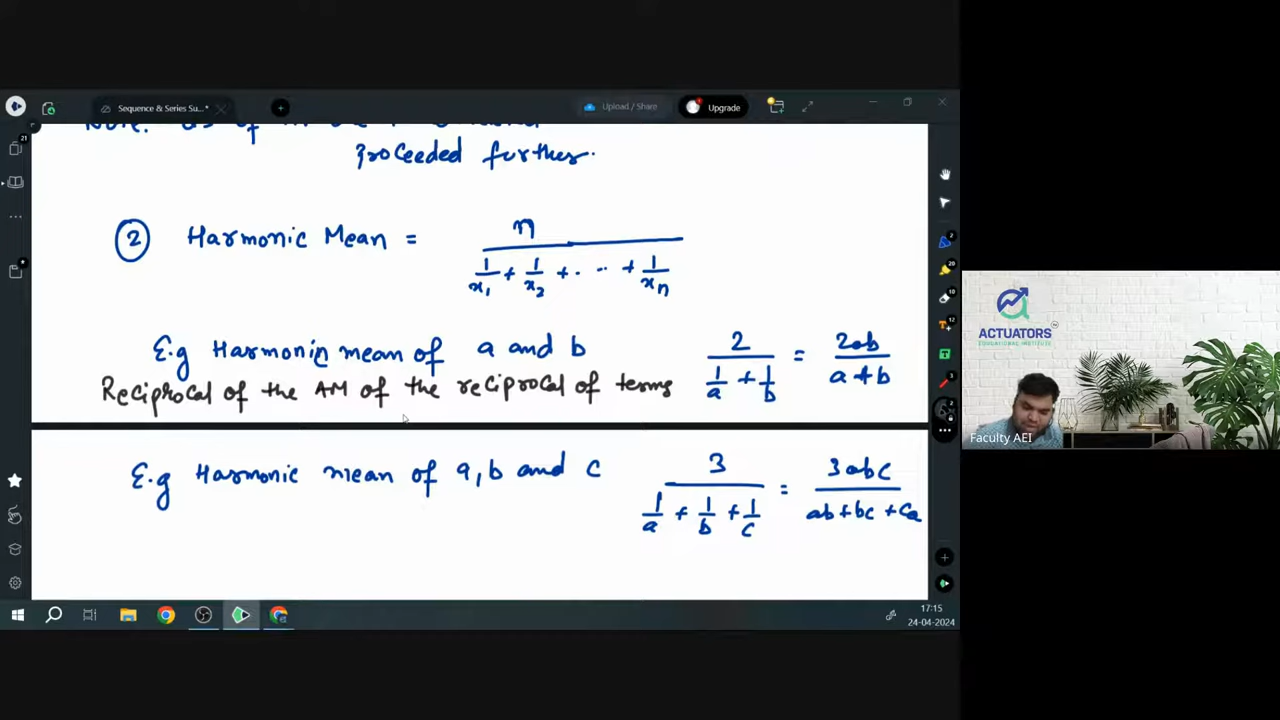 Sequence & Series Su...*
Upload / Share
Upgrade
proceeded further.
② Harmonic Mean = n / (1/x₁ + 1/x₂ + ... + 1/xₙ)
E.g Harmonic mean of a and b 2 / (1/a + 1/b) = 2ab / (a+b)
Reciprocal of the AM of the reciprocal of terms
E.g Harmonic mean of a, b and c 3 / (1/a + 1/b + 1/c) = 3abc / (ab+bc+ca)
ACTUATORS
EDUCATIONAL INSTITUTE
Faculty AEI
17:15
24-04-2024